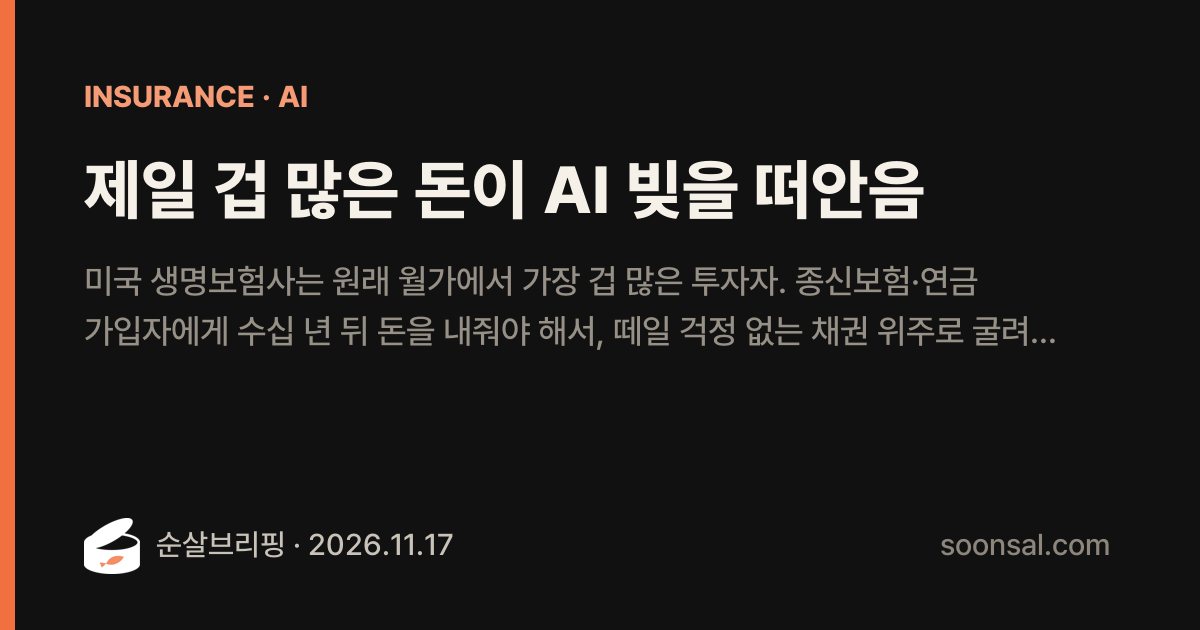 INSURANCE · AI
제일 겁 많은 돈이 AI 빚을 떠안음
미국 생명보험사는 원래 월가에서 가장 겁 많은 투자자. 종신보험·연금
가입자에게 수십 년 뒤 돈을 내줘야 해서, 떼일 걱정 없는 채권 위주로 굴려...
순살브리핑 · 2026.11.17
soonsal.com